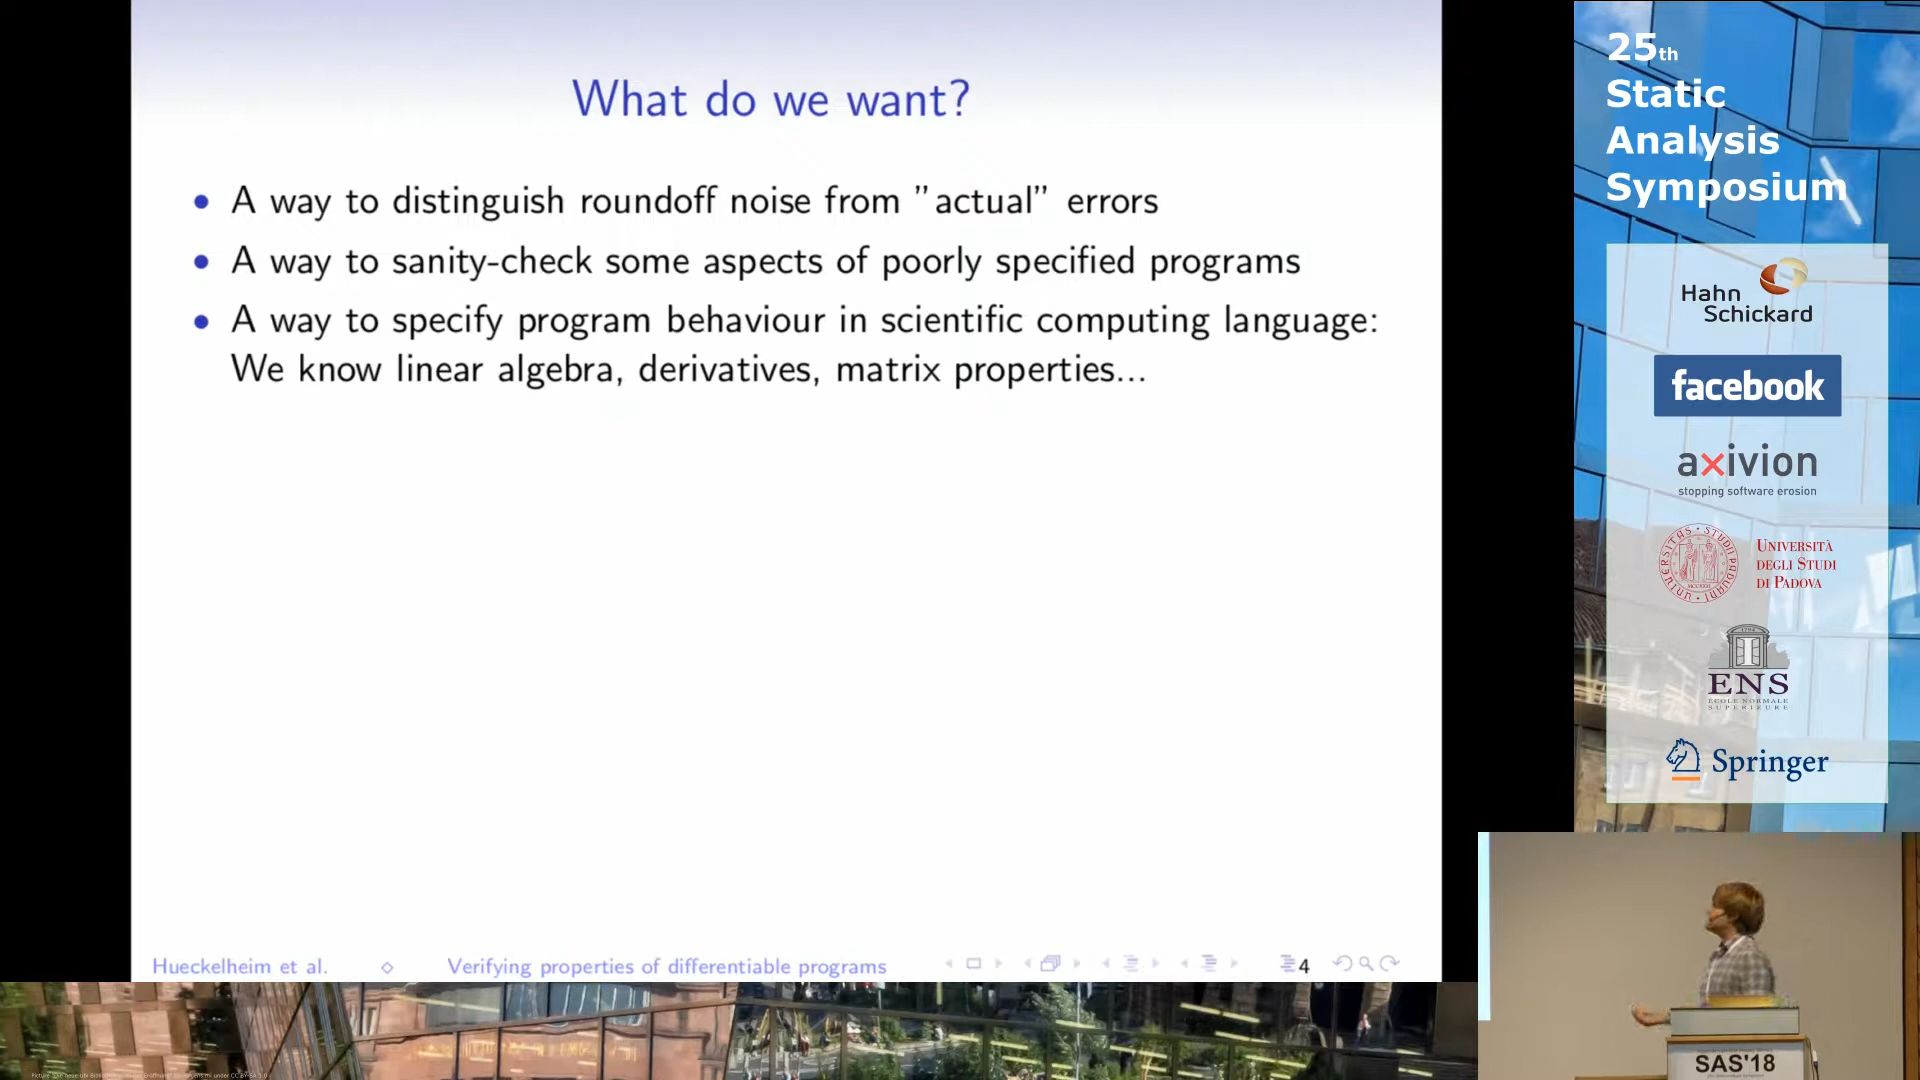 What do we want?
• A way to distinguish roundoff noise from ”actual” errors
• A way to sanity-check some aspects of poorly specified programs
• A way to specify program behaviour in scientific computing language:
We know linear algebra, derivatives, matrix properties...
Hueckelheim et al. ◇ Verifying properties of differentiable programs 4
25th
Static
Analysis
Symposium
Hahn
Schickard
facebook
axivion
stopping software erosion
UNIVERSITÀ
DEGLI STUDI
DI PADOVA
ENS
ECOLE NORMALE
SUPERIEURE
Springer
SAS'18